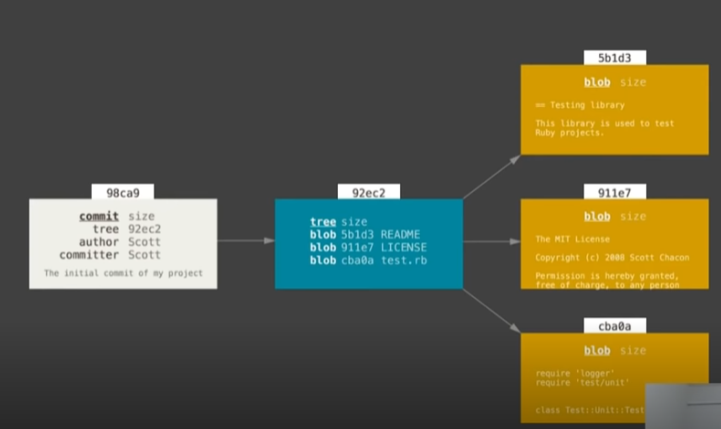 98ca9
commit size
tree 92ec2
author Scott
committer Scott
The initial commit of my project
92ec2
tree size
blob 5b1d3 README
blob 911e7 LICENSE
blob cba0a test.rb
5b1d3
blob size
== Testing library
This library is used to test
Ruby projects.
911e7
blob size
The MIT License
Copyright (c) 2008 Scott Chacon
Permission is hereby granted,
free of charge, to any person
cba0a
blob size
require 'logger'
require 'test/unit'
class Test::Unit::Test